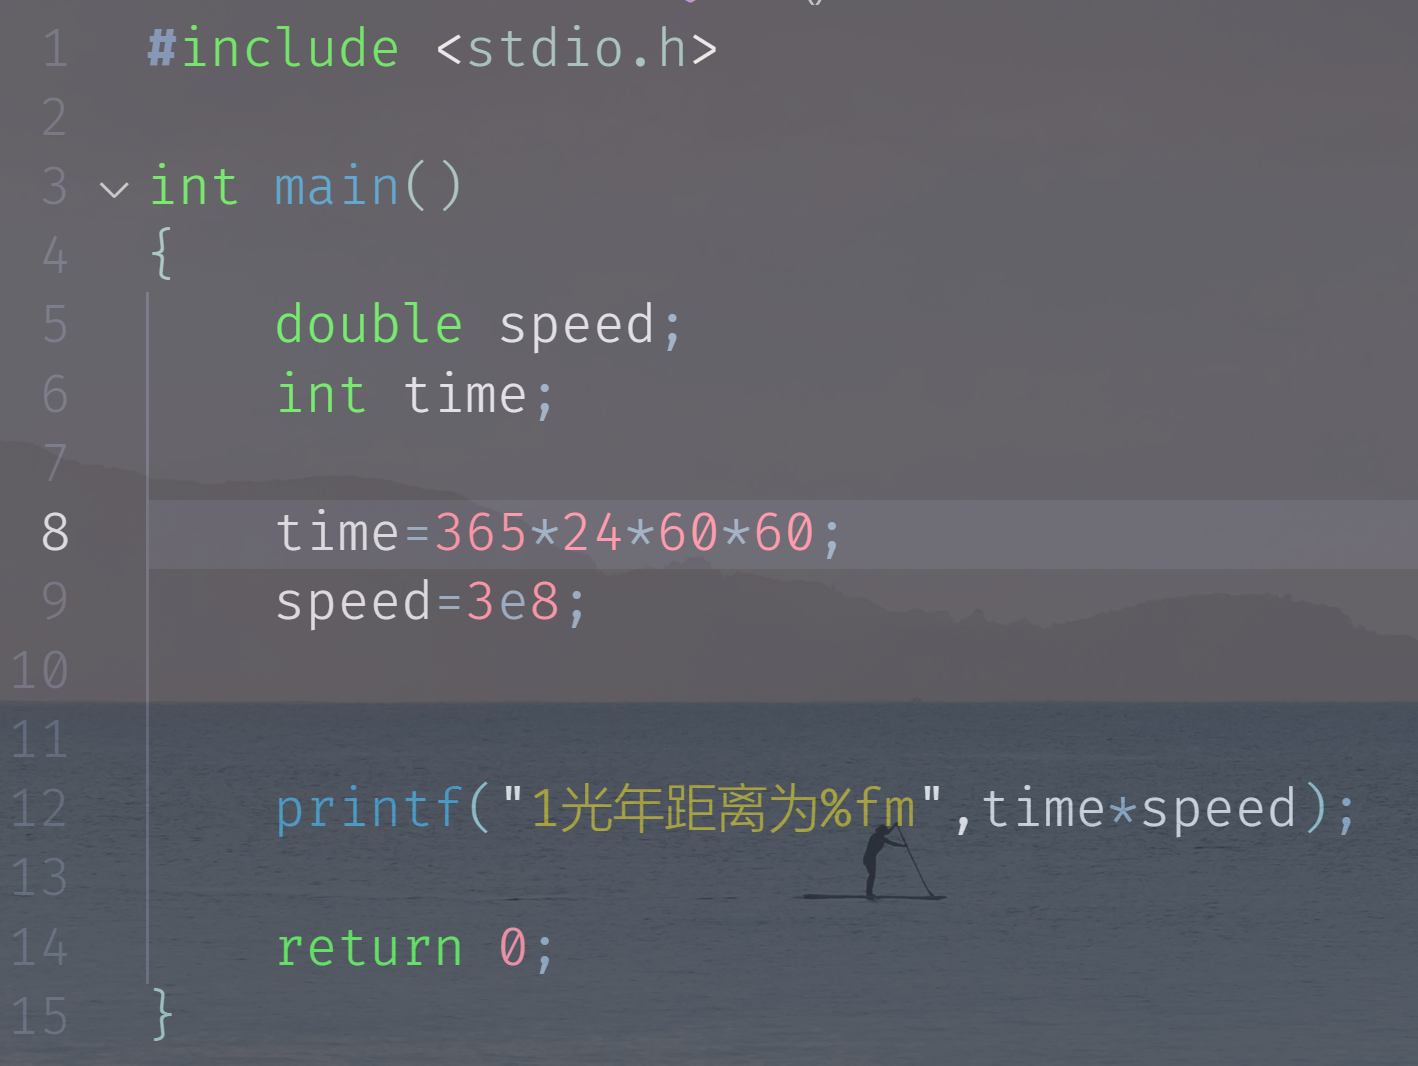 1 #include <stdio.h>
2
3 int main()
4 {
5 double speed;
6 int time;
7
8 time=365*24*60*60;
9 speed=3e8;
10
11
12 printf("1光年距离为%fm",time*speed);
13
14 return 0;
15 }